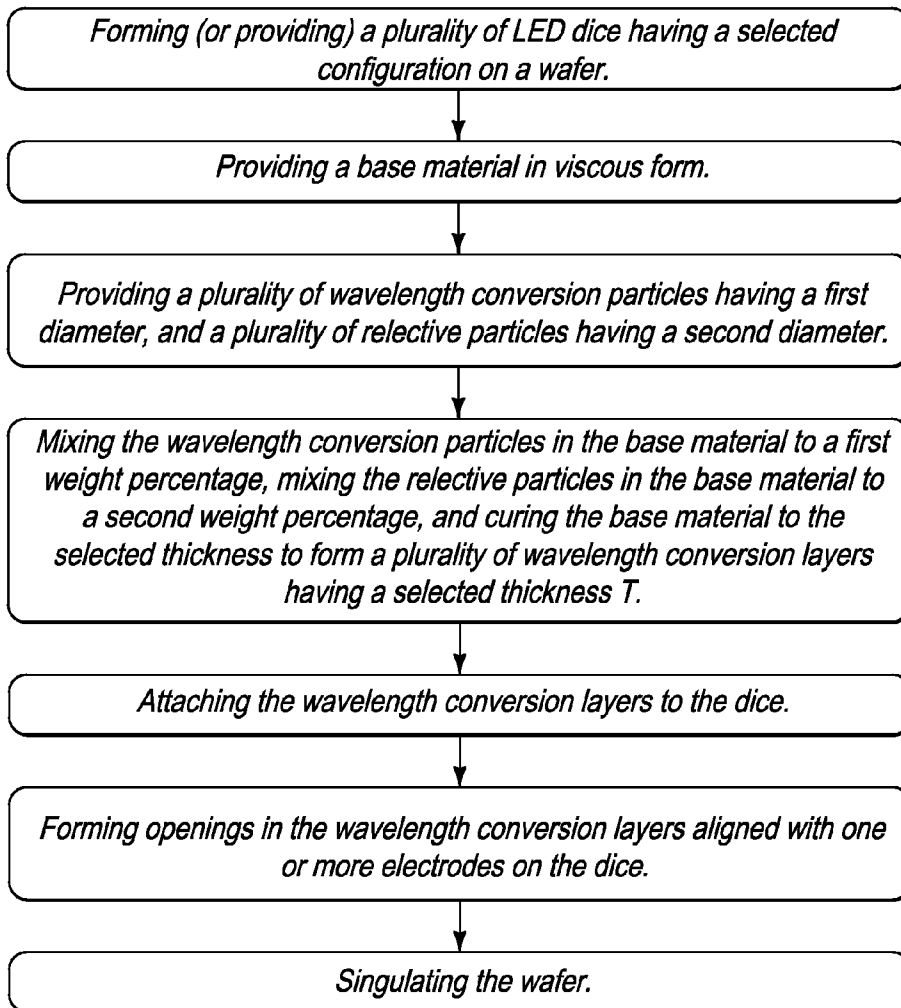 Forming (or providing) a plurality of LED dice having a selected
configuration on a wafer.
Providing a base material in viscous form.
Providing a plurality of wavelength conversion particles having a first
diameter, and a plurality of relective particles having a second diameter.
Mixing the wavelength conversion particles in the base material to a first
weight percentage, mixing the relective particles in the base material to
a second weight percentage, and curing the base material to the
selected thickness to form a plurality of wavelength conversion layers
having a selected thickness T.
Attaching the wavelength conversion layers to the dice.
Forming openings in the wavelength conversion layers aligned with one
or more electrodes on the dice.
Singulating the wafer.